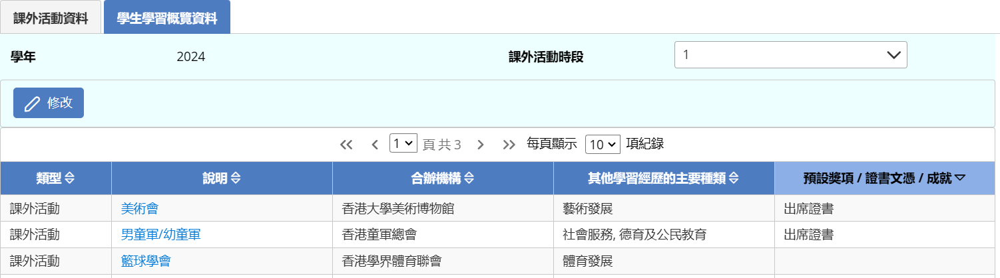 課外活動資料 學生學習概覽資料
學年 2024 課外活動時段 1
修改
1 頁 共 3 每頁顯示 10 項紀錄
類型 說明 合辦機構 其他學習經歷的主要種類 預設獎項 / 證書文憑 / 成就
課外活動 美術會 香港大學美術博物館 藝術發展 出席證書
課外活動 男童軍/幼童軍 香港童軍總會 社會服務, 德育及公民教育 出席證書
課外活動 籃球學會 香港學界體育聯會 體育發展